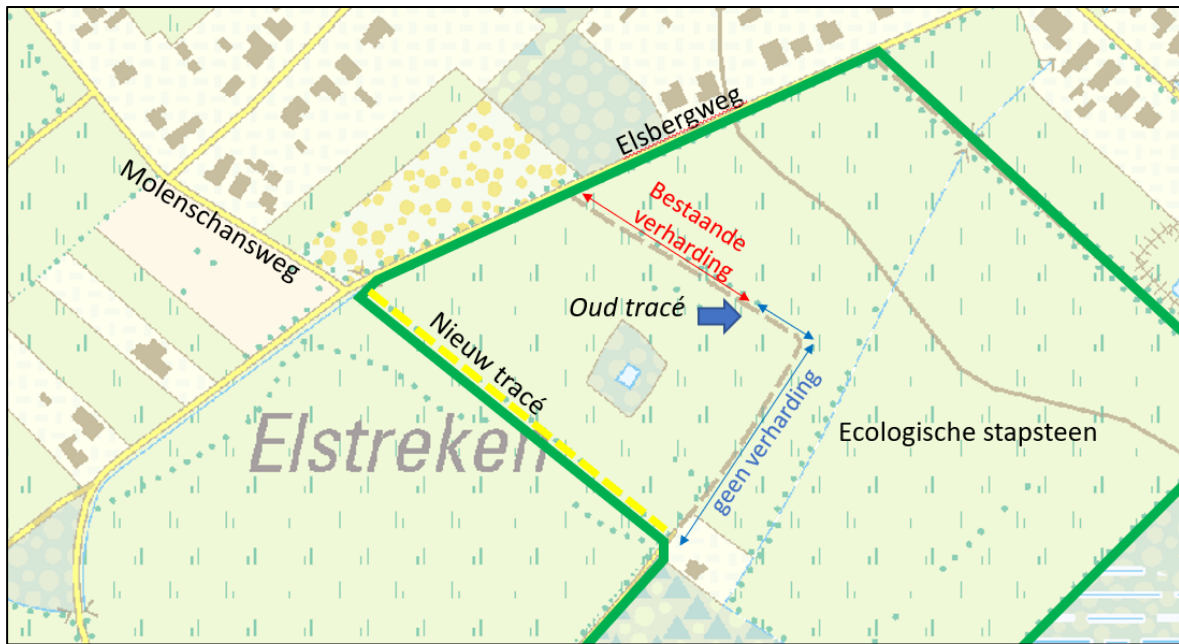 Elsbergweg
Molenschansweg
Bestaande
verharding
Oud tracé
Nieuw tracé
Elstreken
geen verharding
Ecologische stapsteen